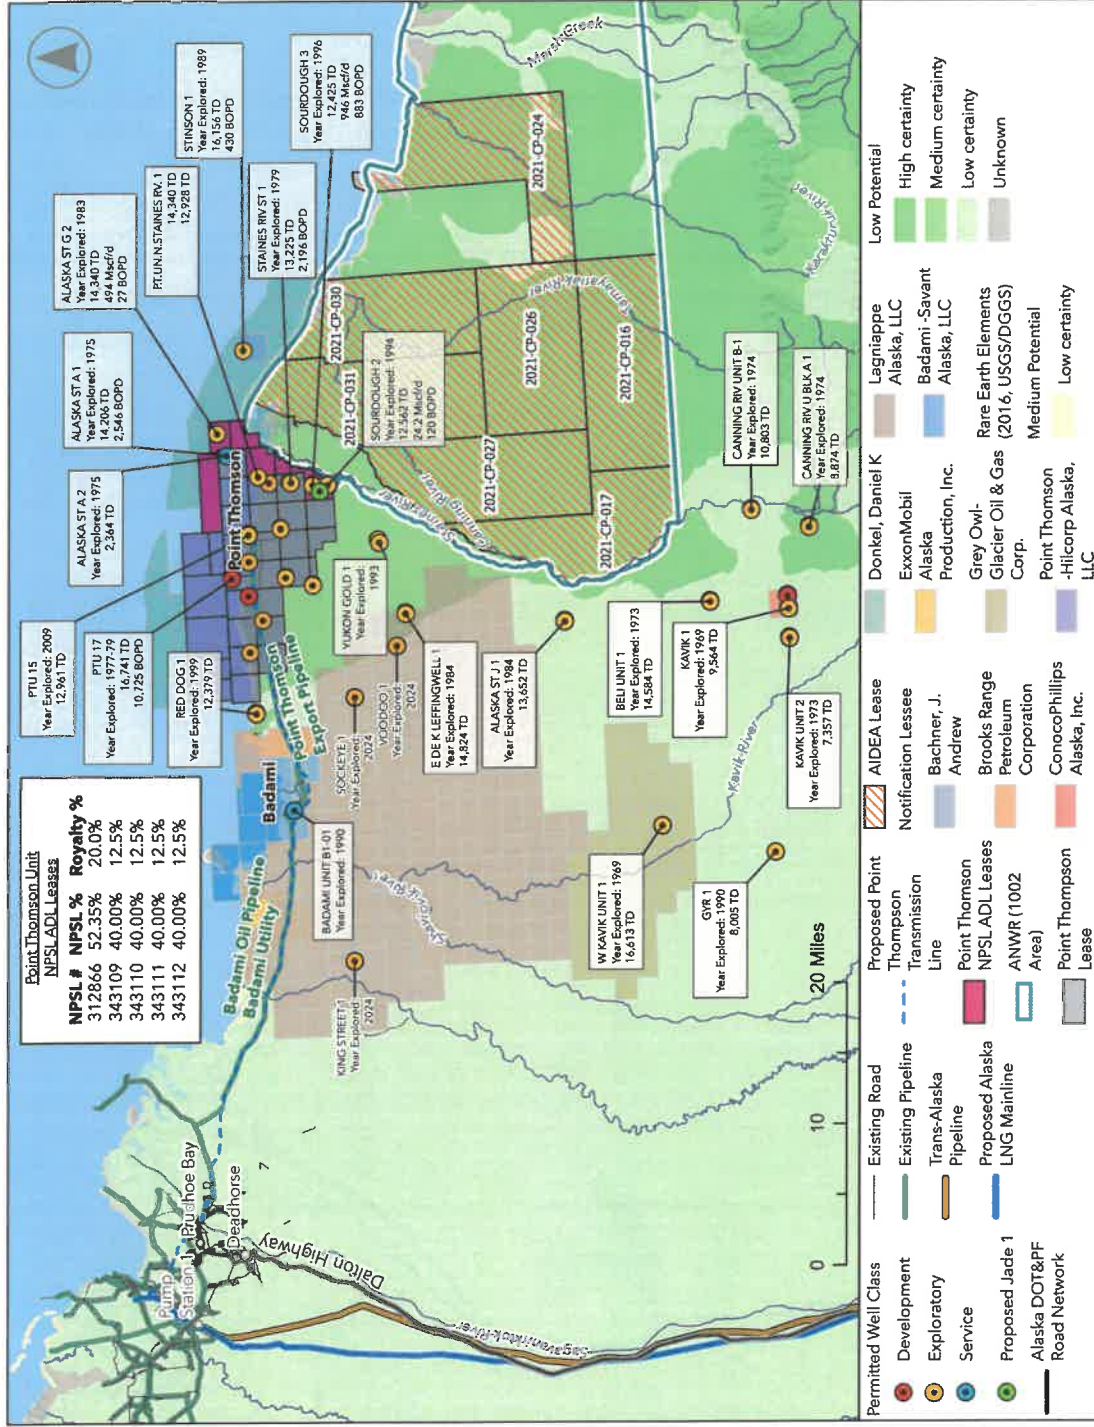 Point Thomson Unit
NPSL ADL Leases
NPSL # NPSL % Royalty %
312866 52.35% 20.0%
343109 40.00% 12.5%
343110 40.00% 12.5%
343111 40.00% 12.5%
343112 40.00% 12.5%
PTU 15
Year Explored: 2009
12,961 TD
PTU 17
Year Explored: 1977-79
16,741 TD
10,725 BOPD
RED DOG 1
Year Explored: 1999
12,379 TD
ALASKA ST A 2
Year Explored: 1975
2,364 TD
ALASKA ST A 1
Year Explored: 1975
14,206 TD
2,546 BOPD
ALASKA ST G 2
Year Explored: 1983
14,340 TD
494 Mscf/d
27 BOPD
PT.UN.N.STAINES RV. 1
14,340 TD
12,928 TD
STINSON 1
Year Explored: 1989
16,156 TD
430 BOPD
STAINES RIV ST 1
Year Explored: 1979
13,225 TD
2,196 BOPD
SOURDOUGH 3
Year Explored: 1996
12,425 TD
946 Mscf/d
883 BOPD
SOURDOUGH 2
Year Explored: 1994
12,562 TD
24.2 Mscf/d
120 BOPD
YUKON GOLD 1
Year Explored:
1993
VOODOO 1
Year Explored:
2024
SOCKEYE 1
Year Explored:
2024
E DE K LEFFINGWELL 1
Year Explored: 1984
14,824 TD
ALASKA ST J 1
Year Explored: 1984
13,652 TD
BADAMI UNIT B1-01
Year Explored: 1990
KING STREET 1
Year Explored:
2024
BELI UNIT 1
Year Explored: 1973
14,584 TD
KAVIK 1
Year Explored: 1969
9,564 TD
KAVIK UNIT 2
Year Explored: 1973
7,357 TD
W KAVIK UNIT 1
Year Explored: 1969
16,613 TD
GYR 1
Year Explored: 1990
8,005 TD
CANNING RIV UNIT B-1
Year Explored: 1974
10,803 TD
CANNING RIV U BLK A 1
Year Explored: 1974
8,874 TD
2021-CP-030
2021-CP-031
2021-CP-024
2021-CP-026
2021-CP-027
2021-CP-016
2021-CP-017
Point Thomson
Point Thomson
Export Pipeline
Badami
Badami Oil Pipeline
Badami Utility
Pump
Station 1
Prudhoe Bay
Deadhorse
7
Dalton Highway
Sagavanirktok River
Shaviovik River
Kavik River
Staines River
Canning River
Tamayariak River
Marsh Creek
Katakturuk River
0 10 20 Miles
Permitted Well Class
Development
Exploratory
Service
Proposed Jade 1
Alaska DOT&PF
Road Network
Existing Road
Existing Pipeline
Trans-Alaska
Pipeline
Proposed Alaska
LNG Mainline
Proposed Point
Thompson
Transmission
Line
Point Thomson
NPSL ADL Leases
ANWR (1002
Area)
Point Thompson
Lease
AIDEA Lease
Notification Lessee
Bachner, J.
Andrew
Brooks Range
Petroleum
Corporation
ConocoPhillips
Alaska, Inc.
Donkel, Daniel K
ExxonMobil
Alaska
Production, Inc.
Grey Owl-
Glacier Oil & Gas
Corp.
Point Thomson
-Hilcorp Alaska,
LLC
Lagniappe
Alaska, LLC
Badami -Savant
Alaska, LLC
Rare Earth Elements
(2016, USGS/DGGS)
Medium Potential
Low certainty
Low Potential
High certainty
Medium certainty
Low certainty
Unknown